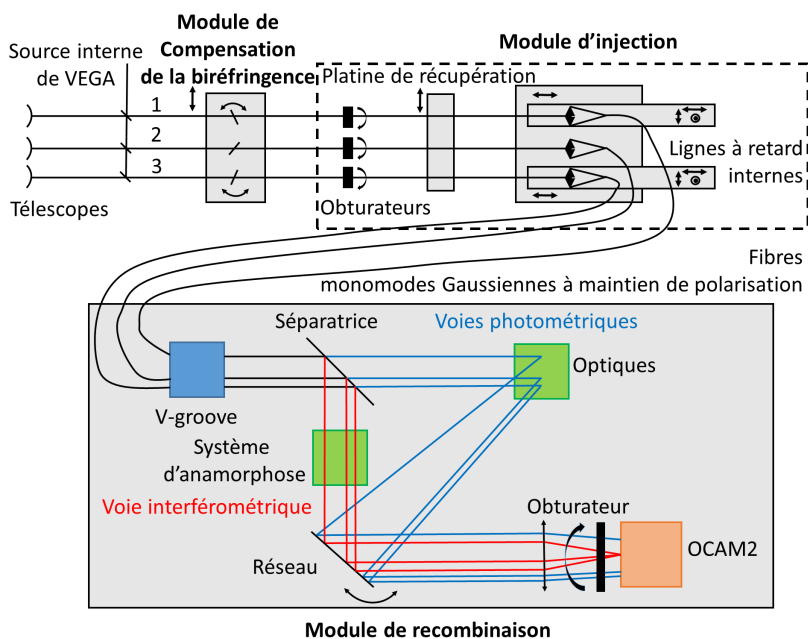 Module de
Compensation
de la biréfringence
Module d’injection
Source interne
de VEGA
Platine de récupération
1
2
3
Lignes à retard
internes
Télescopes
Obturateurs
Fibres
monomodes Gaussiennes à maintien de polarisation
Séparatrice
Voies photométriques
Optiques
V-groove
Système
d’anamorphose
Voie interférométrique
Obturateur
OCAM2
Réseau
Module de recombinaison